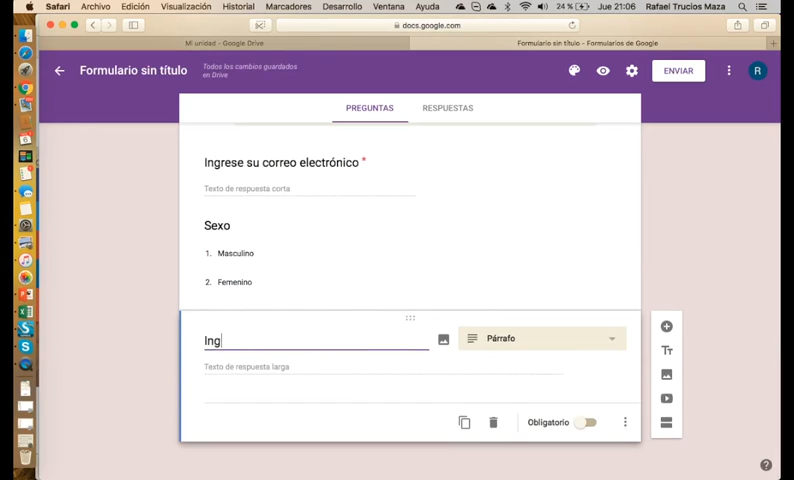 Safari Archivo Edición Visualización Historial Marcadores Desarrollo Ventana Ayuda 24 % Jue 21:06 Rafael Trucios Maza
docs.google.com
Mi unidad - Google Drive
Formulario sin título - Formularios de Google
Formulario sin título
Todos los cambios guardados
en Drive
ENVIAR
R
PREGUNTAS
RESPUESTAS
Ingrese su correo electrónico *
Texto de respuesta corta
Sexo
1. Masculino
2. Femenino
Ing
Párrafo
Texto de respuesta larga
Obligatorio